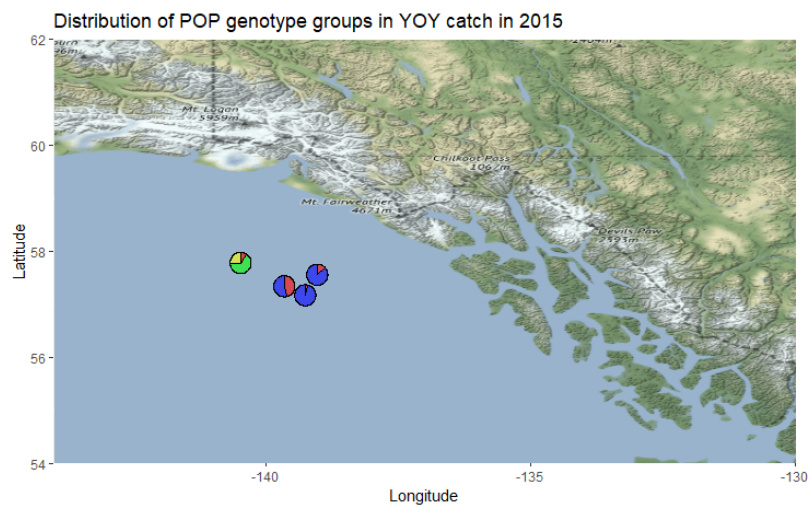 Distribution of POP genotype groups in YOY catch in 2015
62
Mt. Logan
5959m
60
Chilkoot Pass
1067m
Mt. Fairweather
4671m
Devils Paw
2593m
Latitude
58
56
54
-140
-135
-130
Longitude